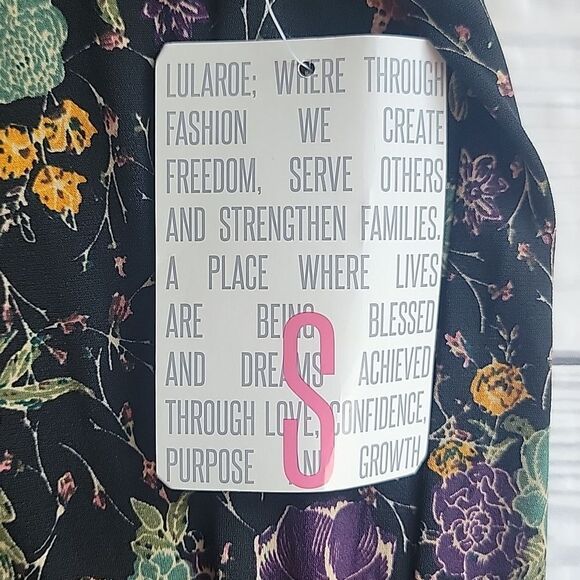 LULAROE; WHERE THROUGH
FASHION WE CREATE
FREEDOM, SERVE OTHERS
AND STRENGTHEN FAMILIES.
A PLACE WHERE LIVES
ARE BEING BLESSED
AND DREAMS ACHIEVED
THROUGH LOVE, CONFIDENCE,
PURPOSE AND GROWTH
S